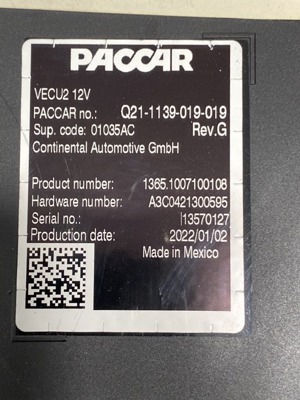 PACCAR
VECU2 12V
PACCAR no.: Q21-1139-019-019
Sup. code: 01035AC Rev.G
Continental Automotive GmbH
Product number: 1365.1007100108
Hardware number: A3C0421300595
Serial no.: 13570127
Production date: 2022/01/02
Made in Mexico